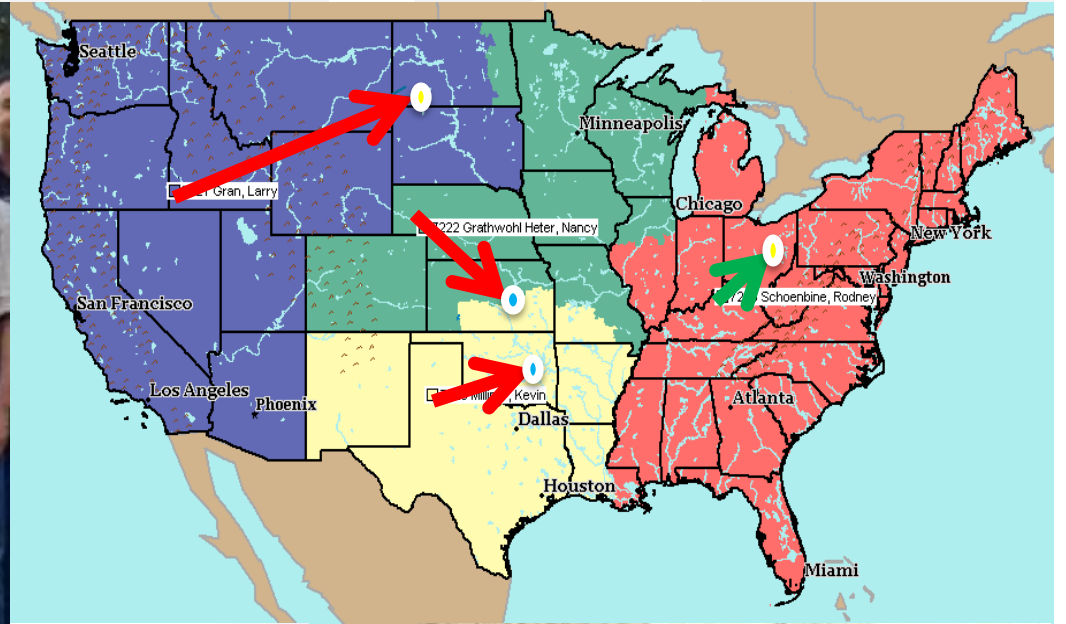 Seattle
Minneapolis
Gran, Larry
Chicago
7222 Grathwohl Heter, Nancy
New York
Washington
Schoenbine, Rodney
San Francisco
Los Angeles
Phoenix
Kevin
Atlanta
Dallas
Houston
Miami